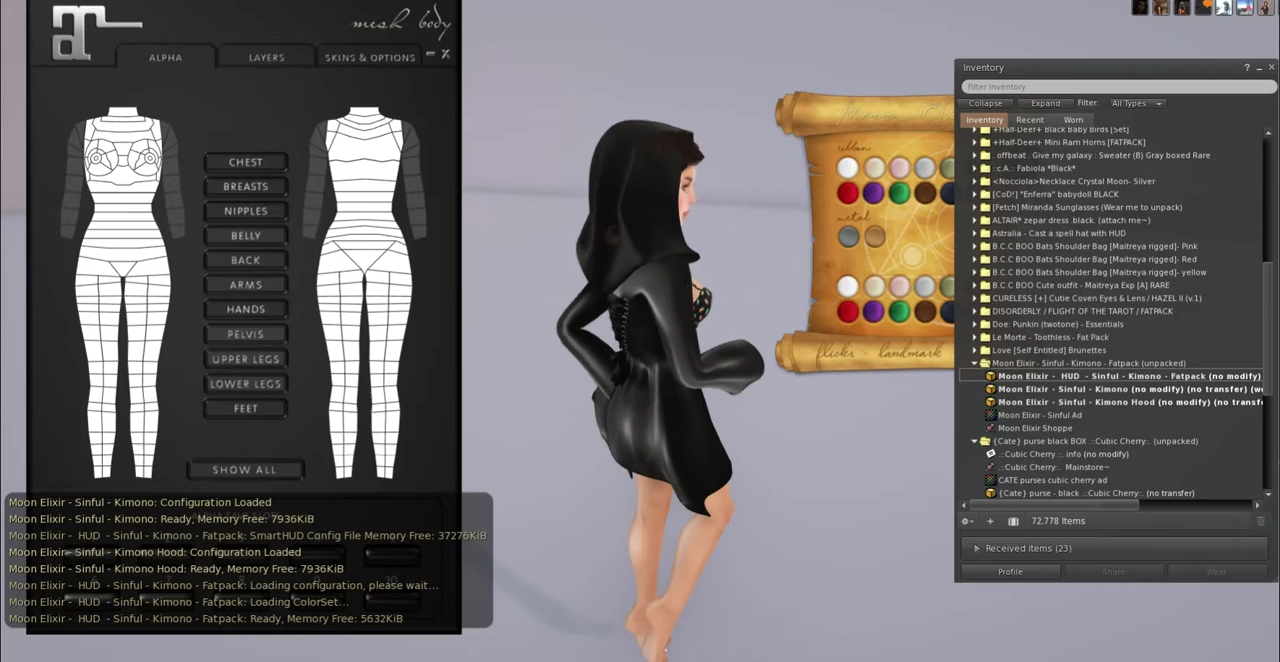 mesh body
ALPHA
LAYERS
SKINS & OPTIONS
CHEST
BREASTS
NIPPLES
BELLY
BACK
ARMS
HANDS
PELVIS
UPPER LEGS
LOWER LEGS
FEET
SHOW ALL
10
Moon Elixir - Sinful - Kimono: Configuration Loaded
Moon Elixir - Sinful - Kimono: Ready, Memory Free: 7936KiB
Moon Elixir -  HUD  - Sinful - Kimono - Fatpack: SmartHUD Config File Memory Free: 37276KiB
Moon Elixir - Sinful - Kimono Hood: Configuration Loaded
Moon Elixir - Sinful - Kimono Hood: Ready, Memory Free: 7936KiB
Moon Elixir -  HUD  - Sinful - Kimono - Fatpack: Loading configuration, please wait...
Moon Elixir -  HUD  - Sinful - Kimono - Fatpack: Loading ColorSet...
Moon Elixir -  HUD  - Sinful - Kimono - Fatpack: Ready, Memory Free: 5632KiB
ribbon
metal
flickr - landmark
Inventory
Filter Inventory
Collapse Expand Filter: All Types
Inventory Recent Worn
+Half-Deer+ Black Baby Birds [Set]
+Half-Deer+ Mini Ram Horns [FATPACK]
. offbeat . Give my galaxy : Sweater (B) Gray boxed Rare
::c.A.:: Fabiola *Black*
<Nocciola>Necklace Crystal Moon- Silver
[CoD!] "Enferra" babydoll BLACK
[Fetch] Miranda Sunglasses (Wear me to unpack)
ALTAIR* zepar dress .black. (attach me~)
Astralia - Cast a spell hat with HUD
B.C.C BOO Bats Shoulder Bag [Maitreya rigged]- Pink
B.C.C BOO Bats Shoulder Bag [Maitreya rigged]- Red
B.C.C BOO Bats Shoulder Bag [Maitreya rigged]- yellow
B.C.C BOO Cute outfit - Maitreya Exp [A] RARE
CURELESS [+] Cutie Coven Eyes & Lens / HAZEL II (v.1)
DISORDERLY. / FLIGHT OF THE TAROT / FATPACK
Doe: Punkin (twotone) - Essentials
Le Morte - Toothless - Fat Pack
Love [Self Entitled] Brunettes
Moon Elixir - Sinful - Kimono - Fatpack (unpacked)
Moon Elixir -  HUD  - Sinful - Kimono - Fatpack (no modify)
Moon Elixir - Sinful - Kimono (no modify) (no transfer) (wo
Moon Elixir - Sinful - Kimono Hood (no modify) (no transf
Moon Elixir - Sinful Ad
Moon Elixir Shoppe
{Cate} purse black BOX .:Cubic Cherry:. (unpacked)
.:Cubic Cherry :. info (no modify)
.:Cubic Cherry:. Mainstore~
CATE purses cubic cherry ad
{Cate} purse - black .:Cubic Cherry:. (no transfer)
72,778 Items
Received items (23)
Profile Share Wear